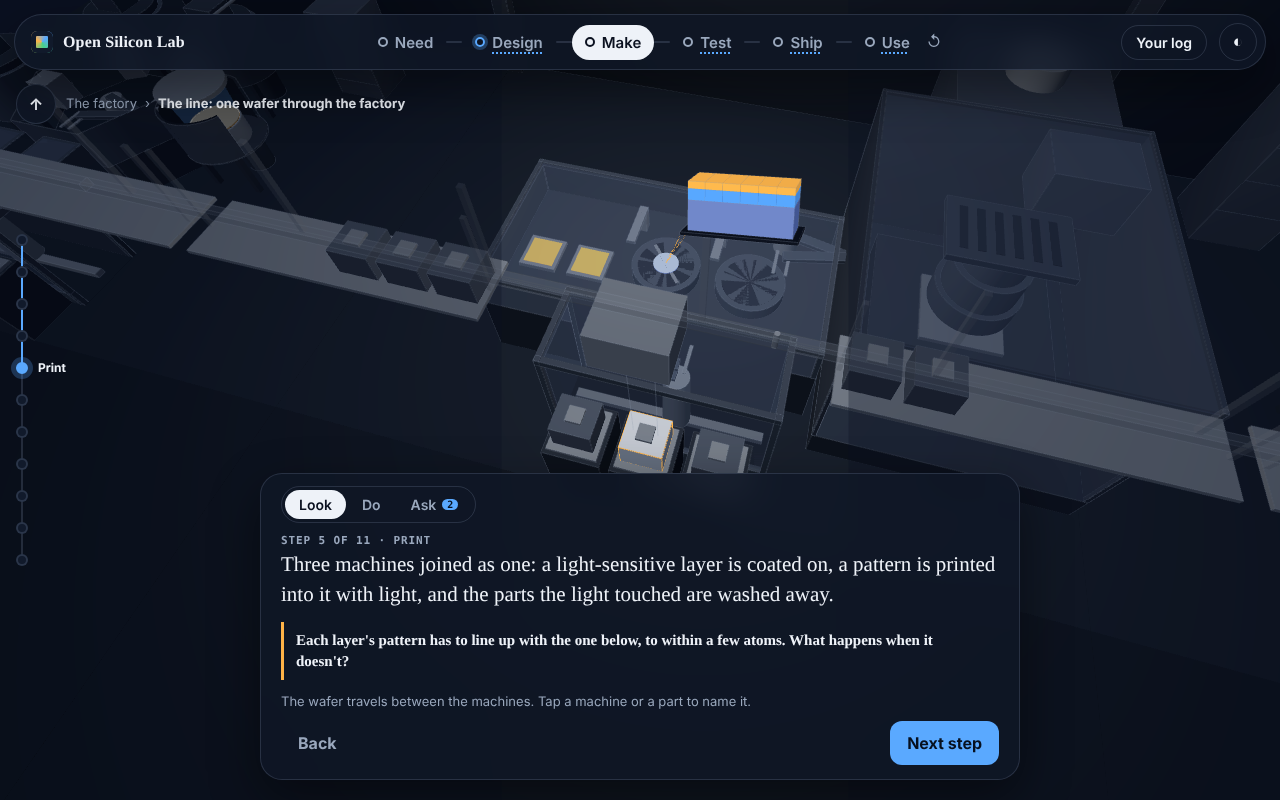 Open Silicon Lab
Need
Design
Make
Test
Ship
Use
Your log
The factory › The line: one wafer through the factory
Print
Look
Do
Ask 2
STEP 5 OF 11 · PRINT
Three machines joined as one: a light-sensitive layer is coated on, a pattern is printed
into it with light, and the parts the light touched are washed away.
Each layer's pattern has to line up with the one below, to within a few atoms. What happens when it
doesn't?
The wafer travels between the machines. Tap a machine or a part to name it.
Back
Next step